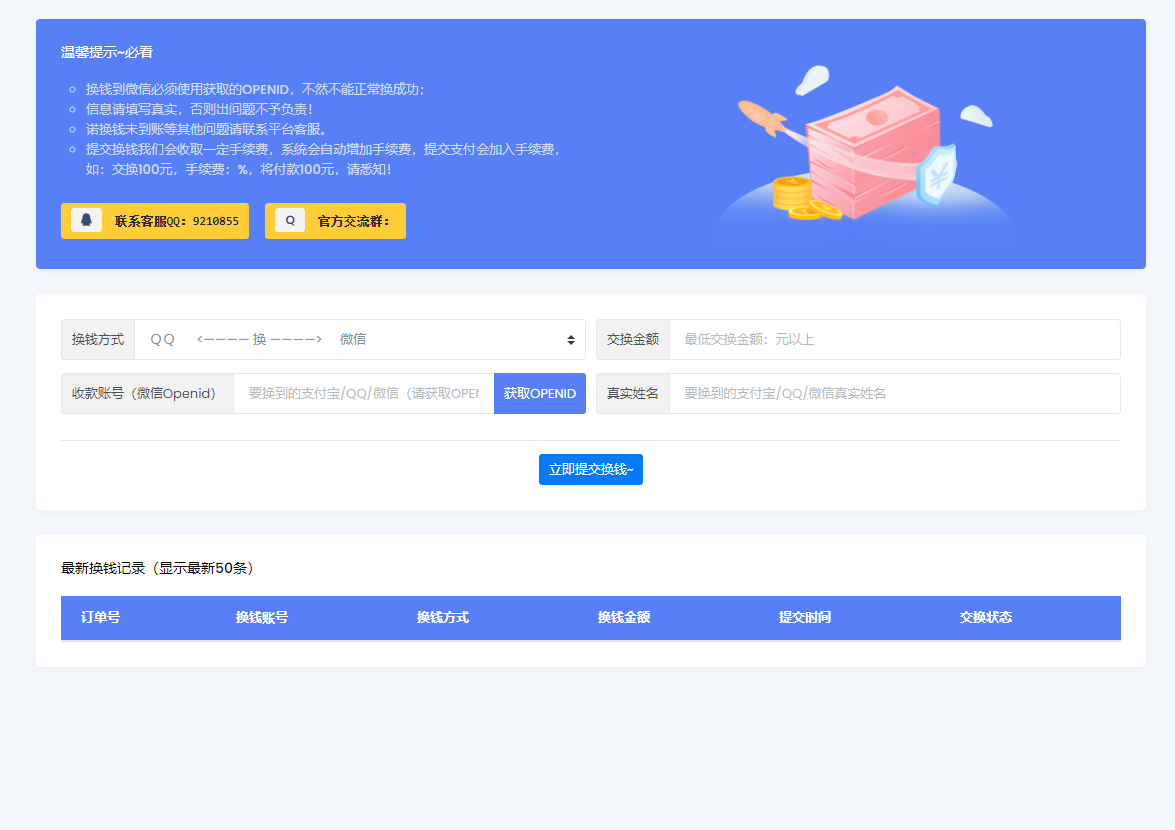 温馨提示~必看
换钱到微信必须使用获取的OPENID，不然不能正常换成功；
信息请填写真实，否则出问题不予负责！
诺换钱未到账等其他问题请联系平台客服。
提交换钱我们会收取一定手续费，系统会自动增加手续费，提交支付会加入手续费，
如：交换100元，手续费：%，将付款100元，请悉知！
联系客服QQ：9210855
Q 官方交流群：
换钱方式 QQ <———— 换 ————> 微信
交换金额 最低交换金额：元以上
收款账号（微信Openid） 要换到的支付宝/QQ/微信（请获取OPEN 获取OPENID
真实姓名 要换到的支付宝/QQ/微信真实姓名
立即提交换钱~
最新换钱记录（显示最新50条）
订单号 换钱账号 换钱方式 换钱金额 提交时间 交换状态